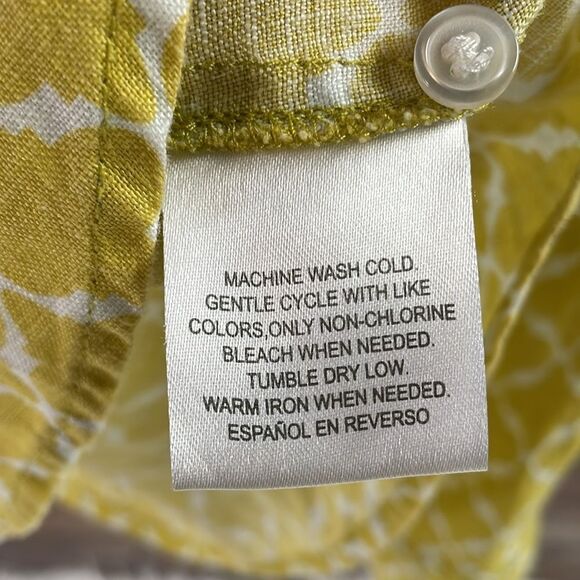 MACHINE WASH COLD.
GENTLE CYCLE WITH LIKE
COLORS.ONLY NON-CHLORINE
BLEACH WHEN NEEDED.
TUMBLE DRY LOW.
WARM IRON WHEN NEEDED.
ESPAÑOL EN REVERSO